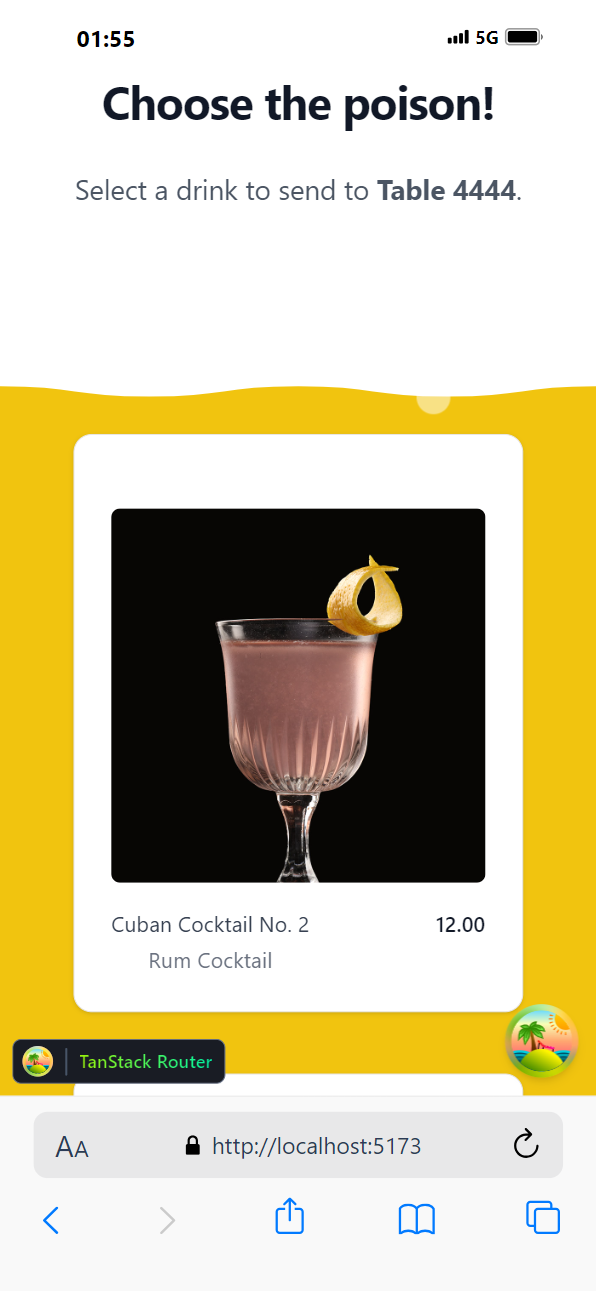 01:55
5G
Choose the poison!
Select a drink to send to Table 4444.
Cuban Cocktail No. 2
12.00
Rum Cocktail
TanStack Router
AA
http://localhost:5173